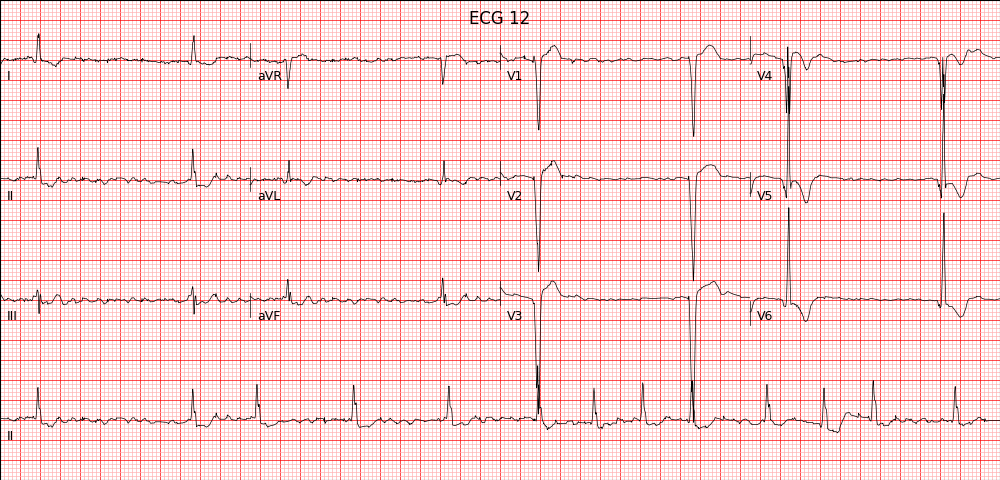 ECG 12
I aVR V1 V4
II aVL V2 V5
III aVF V3 V6
II